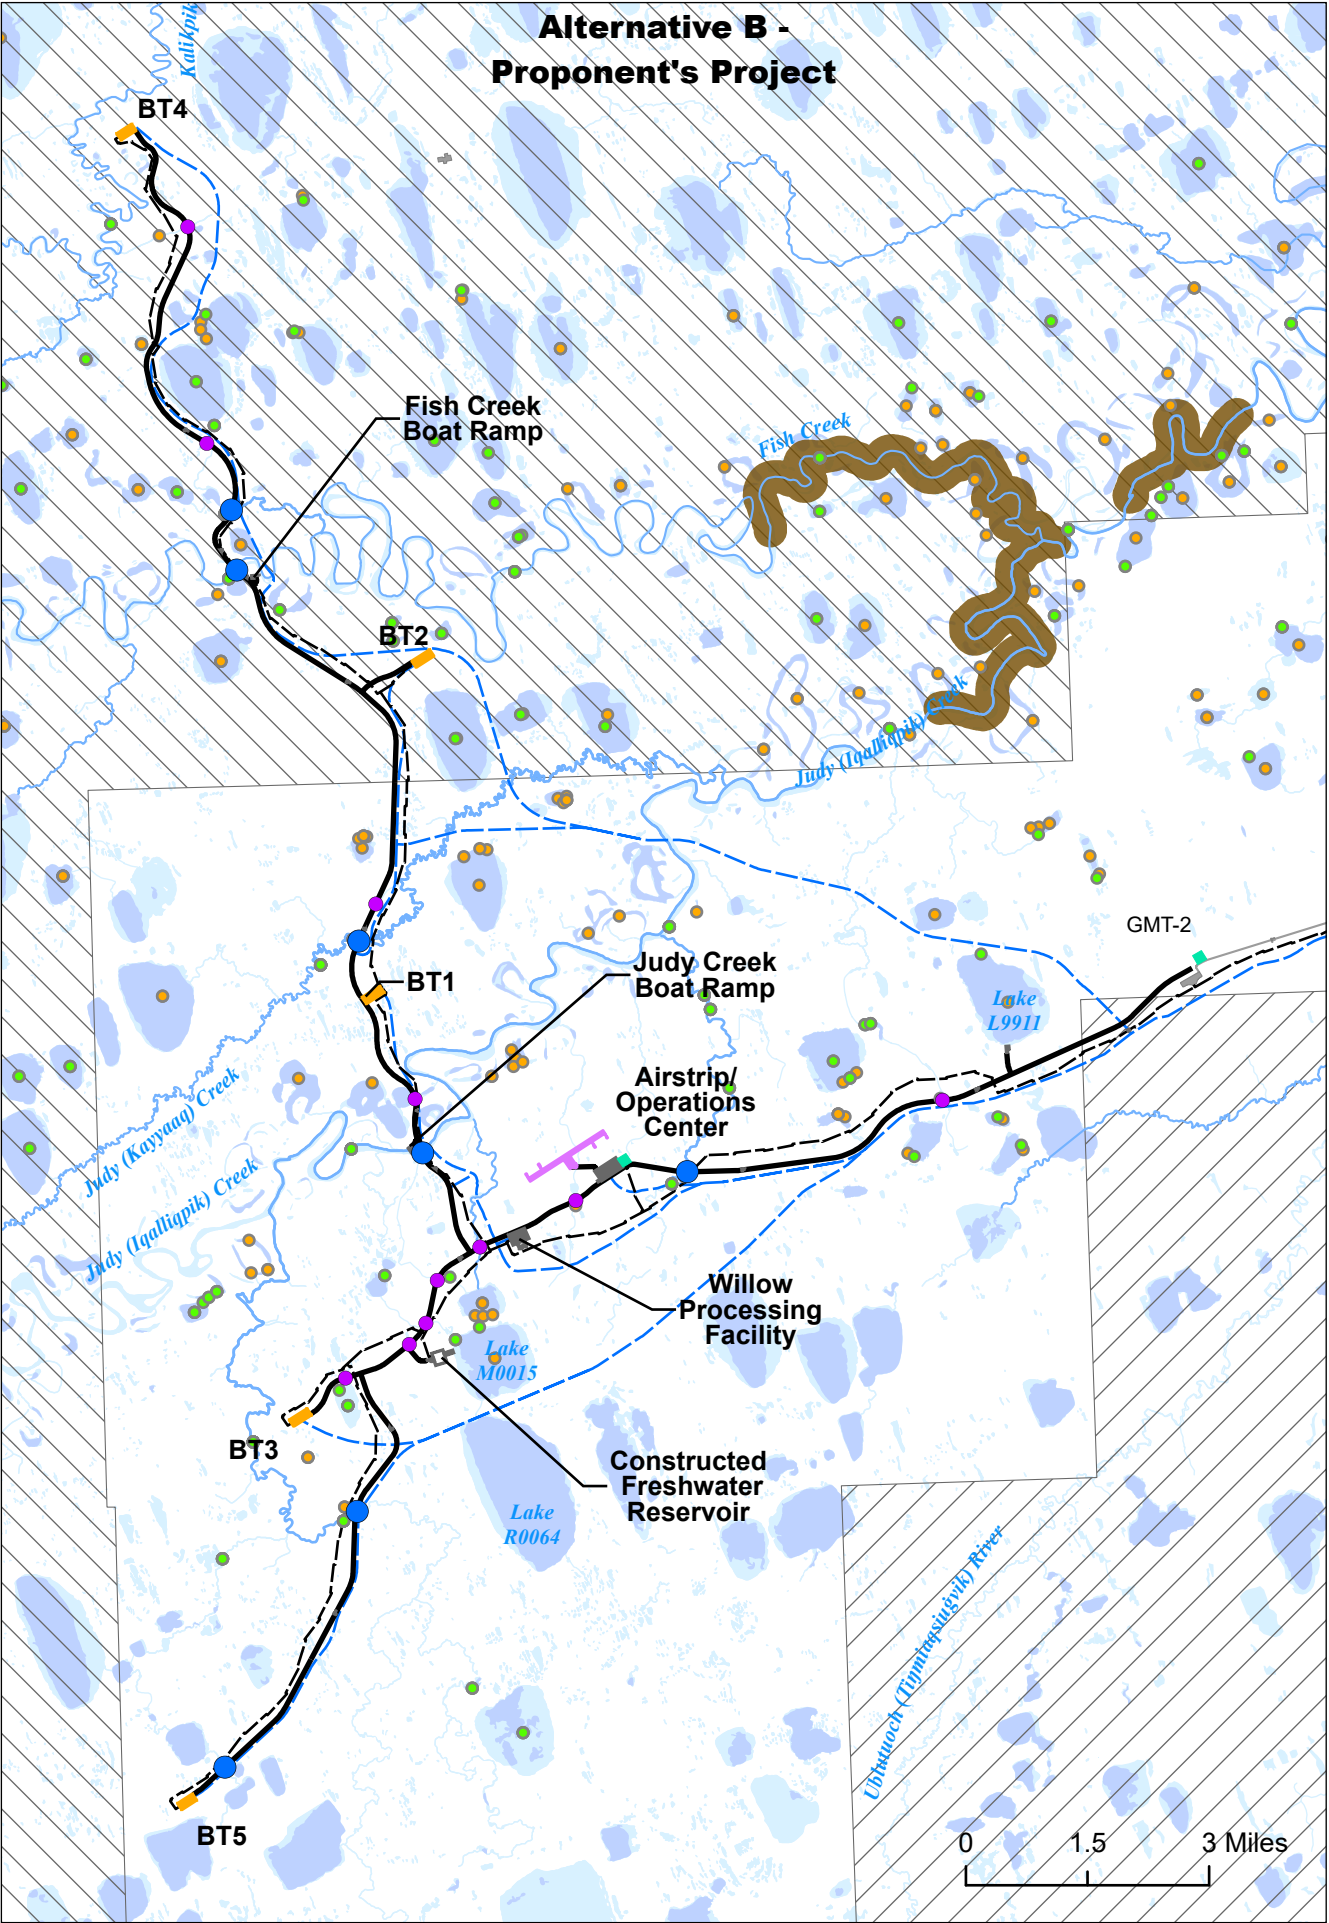 Alternative B -
Proponent's Project
Kalikpik
BT4
Fish Creek
Boat Ramp
Fish Creek
BT2
Judy (Iqalliqpik) Creek
GMT-2
Judy Creek
Boat Ramp
BT1
Lake
L9911
Airstrip/
Operations
Center
Judy (Kayyaaq) Creek
Judy (Iqalliqpik) Creek
Willow
Processing
Facility
Lake
M0015
BT3
Constructed
Freshwater
Reservoir
Lake
R0064
Ublutuoch (Tiŋmiaqsiuġvik) River
BT5
0 1.5 3 Miles